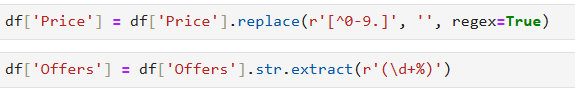 df['Price'] = df['Price'].replace(r'[^0-9.]', '', regex=True)
df['Offers'] = df['Offers'].str.extract(r'(\d+%)')